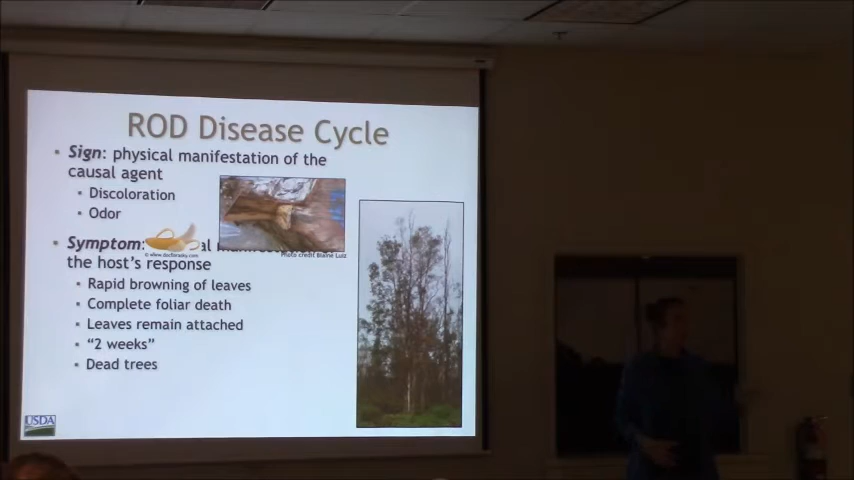 ROD Disease Cycle
Sign: physical manifestation of the
causal agent
Discoloration
Odor
Symptom:
the host's response
Rapid browning of leaves
Complete foliar death
Leaves remain attached
"2 weeks"
Dead trees
Photo credit Blaine Luiz
USDA